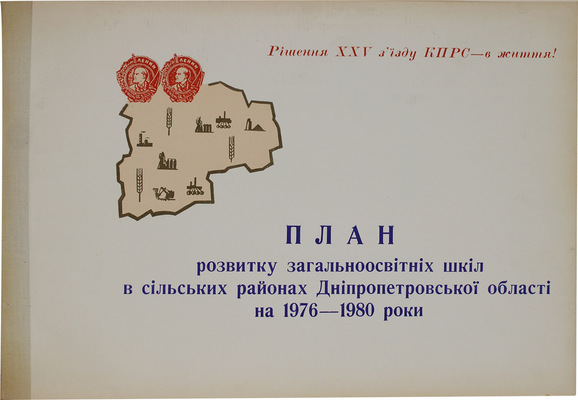 Рішення XXV з'їзду КПРС—в життя!
ПЛАН
розвитку загальноосвітніх шкіл
в сільських районах Дніпропетровської області
на 1976—1980 роки